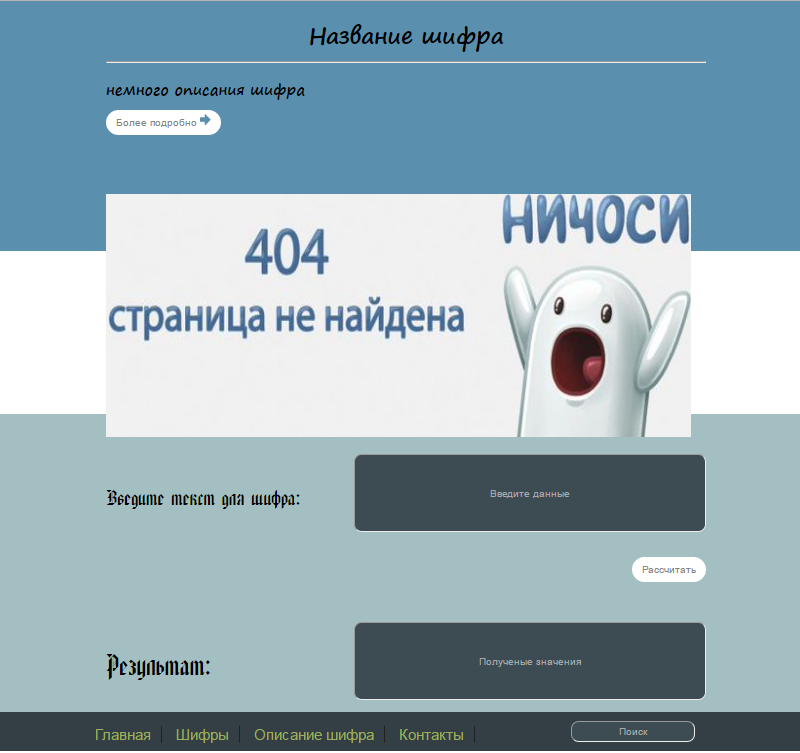 Название шифра
немного описания шифра
Более подробно
НИЧОСИ
404
страница не найдена
Введите текст для шифра:
Введите данные
Рассчитать
Результат:
Полученые значения
Главная
Шифры
Описание шифра
Контакты
Поиск